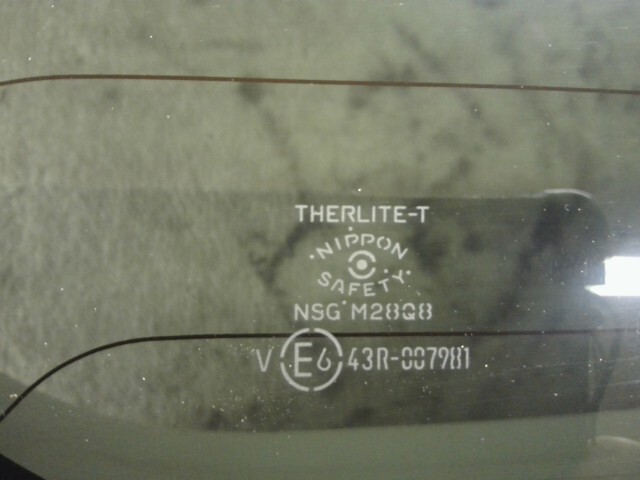 THERLITE-T
NIPPON
SAFETY
NSG M28Q8
V E6 43R-007981